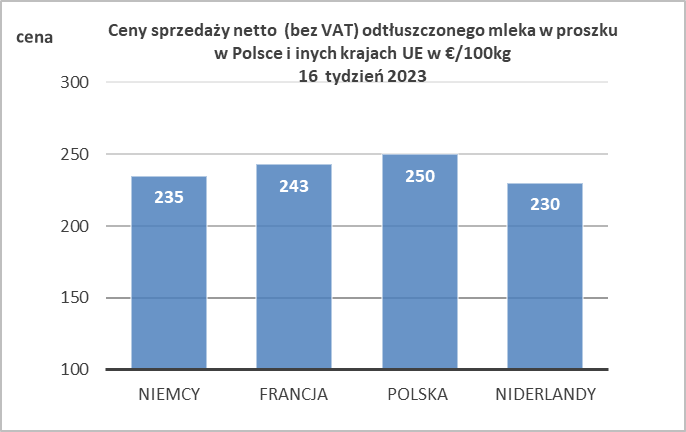 cena
Ceny sprzedaży netto (bez VAT) odtłuszczonego mleka w proszku
w Polsce i inych krajach UE w €/100kg
16 tydzień 2023
300
250
200
150
100
235
243
250
230
NIEMCY
FRANCJA
POLSKA
NIDERLANDY